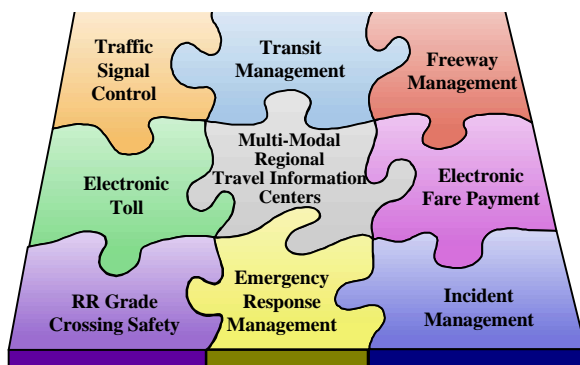 Traffic
Signal
Control
Transit
Management
Freeway
Management
Electronic
Toll
Multi-Modal
Regional
Travel Information
Centers
Electronic
Fare Payment
RR Grade
Crossing Safety
Emergency
Response
Management
Incident
Management